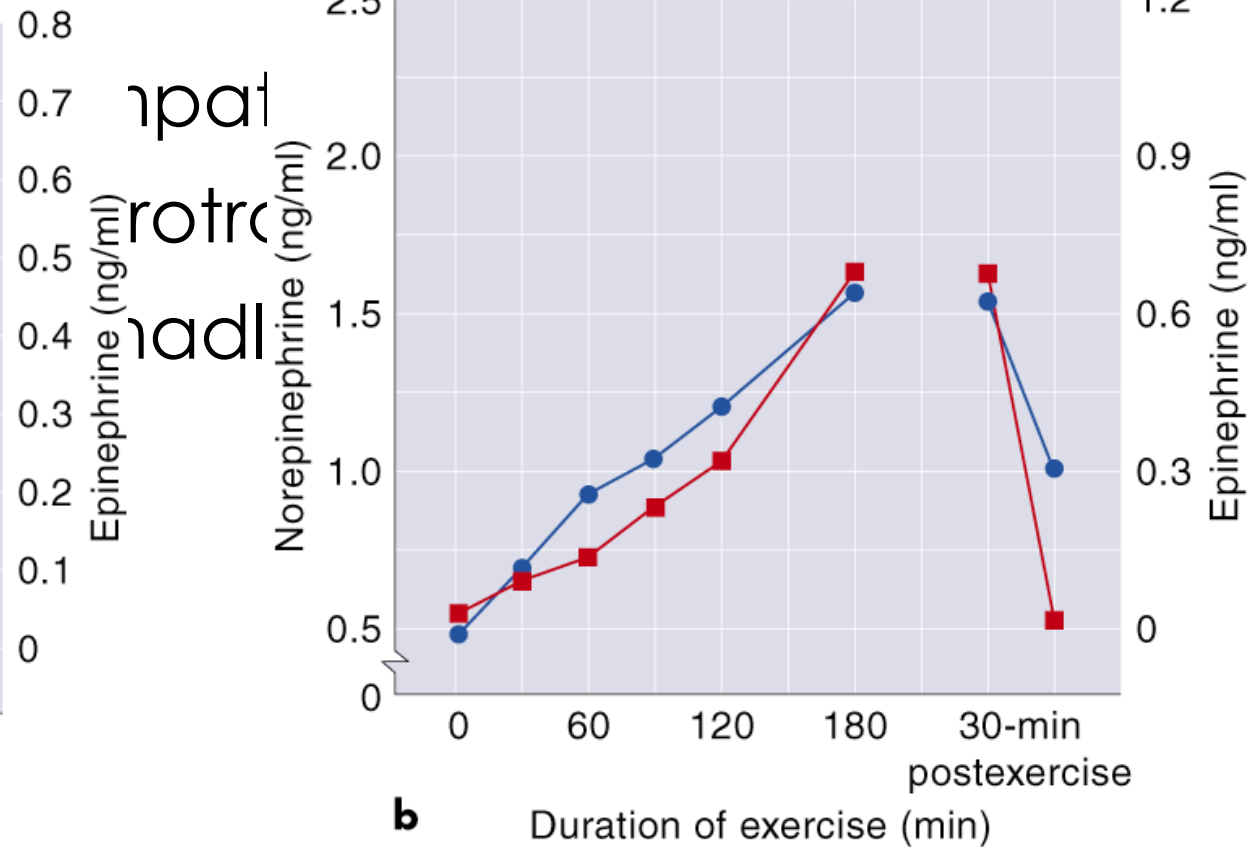 0.8
0.7
0.6
0.5
0.4
0.3
0.2
0.1
0
Epinephrine (ng/ml)
npat
rotro
nadl
Norepinephrine (ng/ml)
2.5
2.0
1.5
1.0
0.5
0
1.2
0.9
0.6
0.3
0
Epinephrine (ng/ml)
0 60 120 180 30-min
postexercise
b Duration of exercise (min)